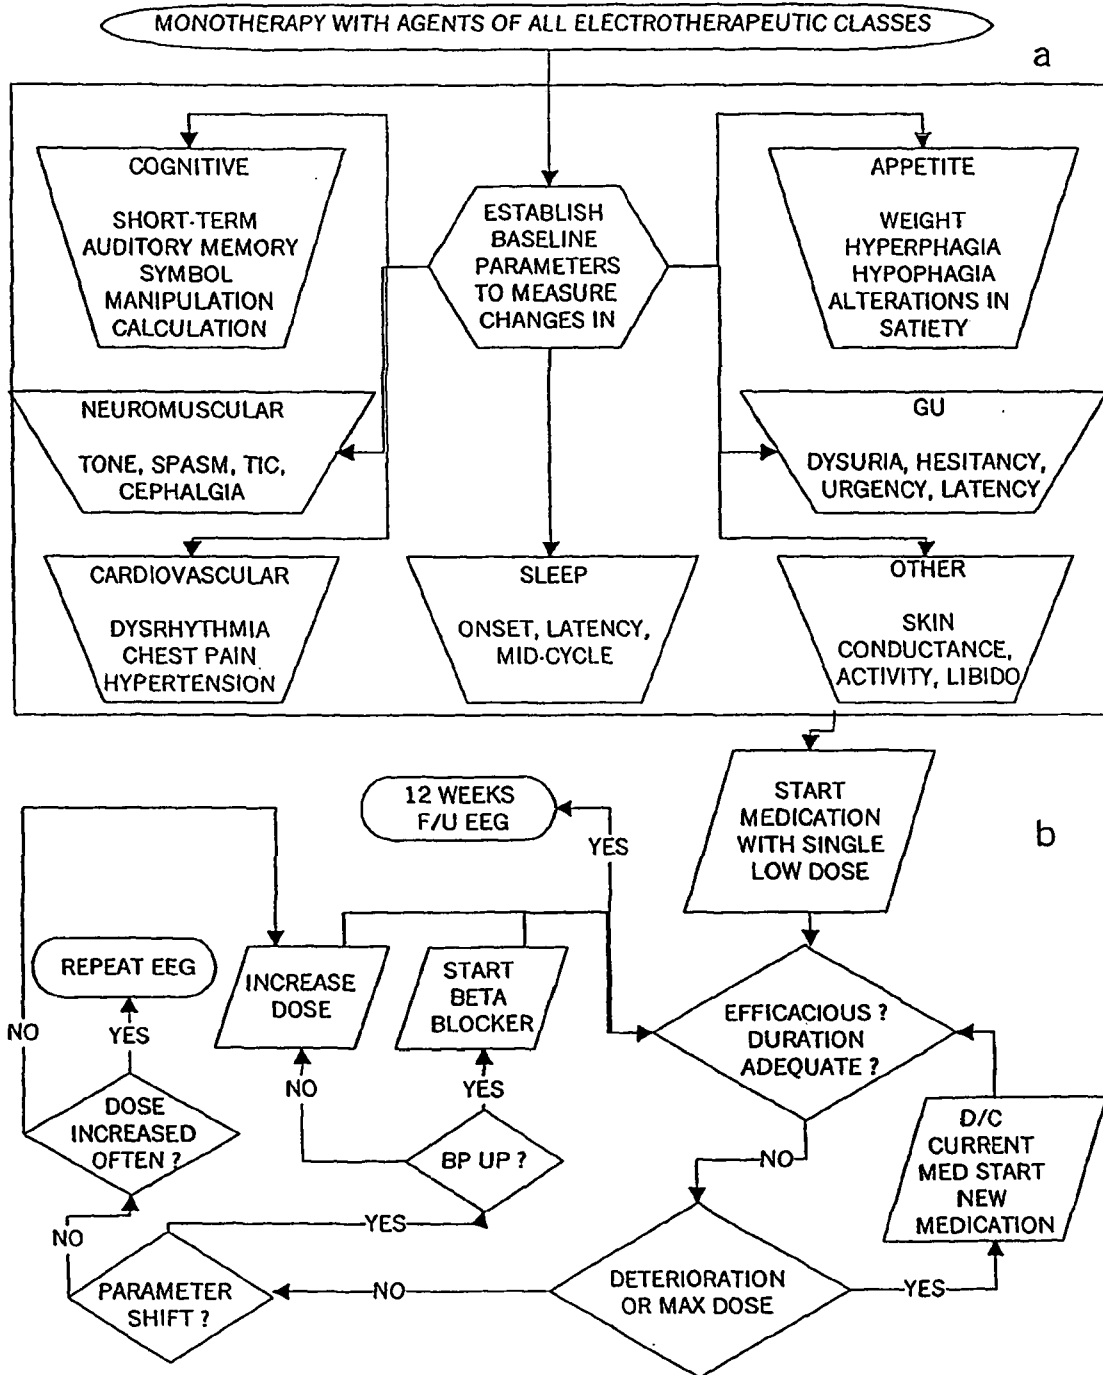 MONOTHERAPY WITH AGENTS OF ALL ELECTROTHERAPEUTIC CLASSES
a
COGNITIVE
SHORT-TERM
AUDITORY MEMORY
SYMBOL
MANIPULATION
CALCULATION
ESTABLISH
BASELINE
PARAMETERS
TO MEASURE
CHANGES IN
APPETITE
WEIGHT
HYPERPHAGIA
HYPOPHAGIA
ALTERATIONS IN
SATIETY
NEUROMUSCULAR
TONE, SPASM, TIC,
CEPHALGIA
GU
DYSURIA, HESITANCY,
URGENCY, LATENCY
CARDIOVASCULAR
DYSRHYTHMIA
CHEST PAIN
HYPERTENSION
SLEEP
ONSET, LATENCY,
MID-CYCLE
OTHER
SKIN
CONDUCTANCE,
ACTIVITY, LIBIDO
START
MEDICATION
WITH SINGLE
LOW DOSE
b
12 WEEKS
F/U EEG
YES
REPEAT EEG
INCREASE
DOSE
START
BETA
BLOCKER
EFFICACIOUS ?
DURATION
ADEQUATE ?
NO
YES
NO
YES
DOSE
INCREASED
OFTEN ?
BP UP ?
NO
D/C
CURRENT
MED START
NEW
MEDICATION
NO
YES
PARAMETER
SHIFT ?
NO
DETERIORATION
OR MAX DOSE
YES